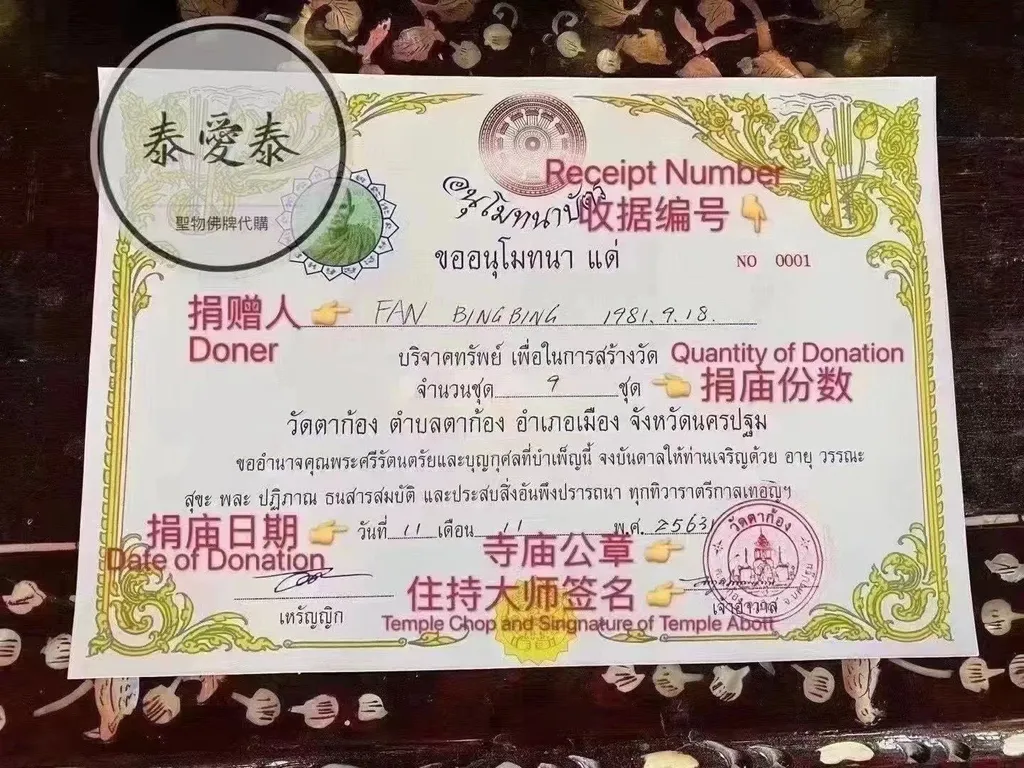 泰愛泰
聖物佛牌代購
อนุโมทนาบัตร
Receipt Number
收据编号
ขออนุโมทนา แด่
NO 0001
捐赠人
Doner
FAN BINGBING 1981.9.18.
บริจาคทรัพย์ เพื่อในการสร้างวัด
Quantity of Donation
จำนวนชุด 9 ชุด
捐庙份数
วัดตาก้อง ตำบลตาก้อง อำเภอเมือง จังหวัดนครปฐม
ขออำนาจคุณพระศรีรัตนตรัยและบุญกุศลที่บำเพ็ญนี้ จงบันดาลให้ท่านเจริญด้วย อายุ วรรณะ
สุขะ พละ ปฏิภาณ ธนสารสมบัติ และประสบสิ่งอันพึงปรารถนา ทุกทิวาราตรีกาลเทอญฯ
捐庙日期
Date of Donation
วันที่ 11 เดือน 11 พ.ศ. 2563
วัดตาก้อง
寺庙公章
住持大师签名
Temple Chop and Singnature of Temple Abott
เหรัญญิก
เจ้าอาวาส